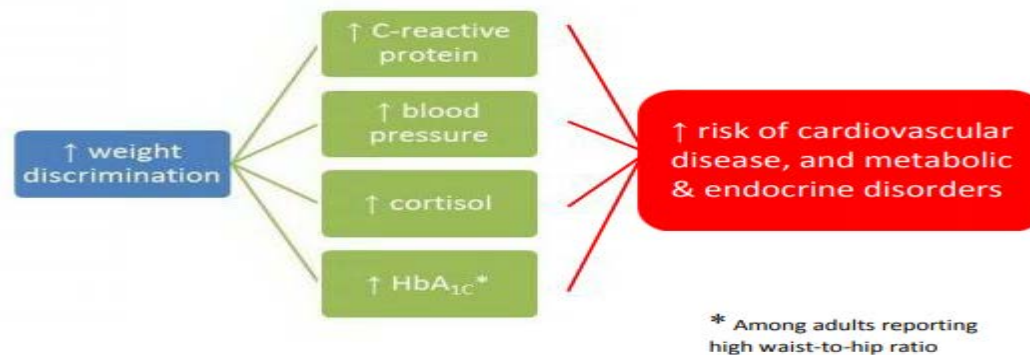 ↑ weight
discrimination
↑ C-reactive
protein
↑ blood
pressure
↑ cortisol
↑ HbA₁C*
↑ risk of cardiovascular
disease, and metabolic
& endocrine disorders
* Among adults reporting
high waist-to-hip ratio